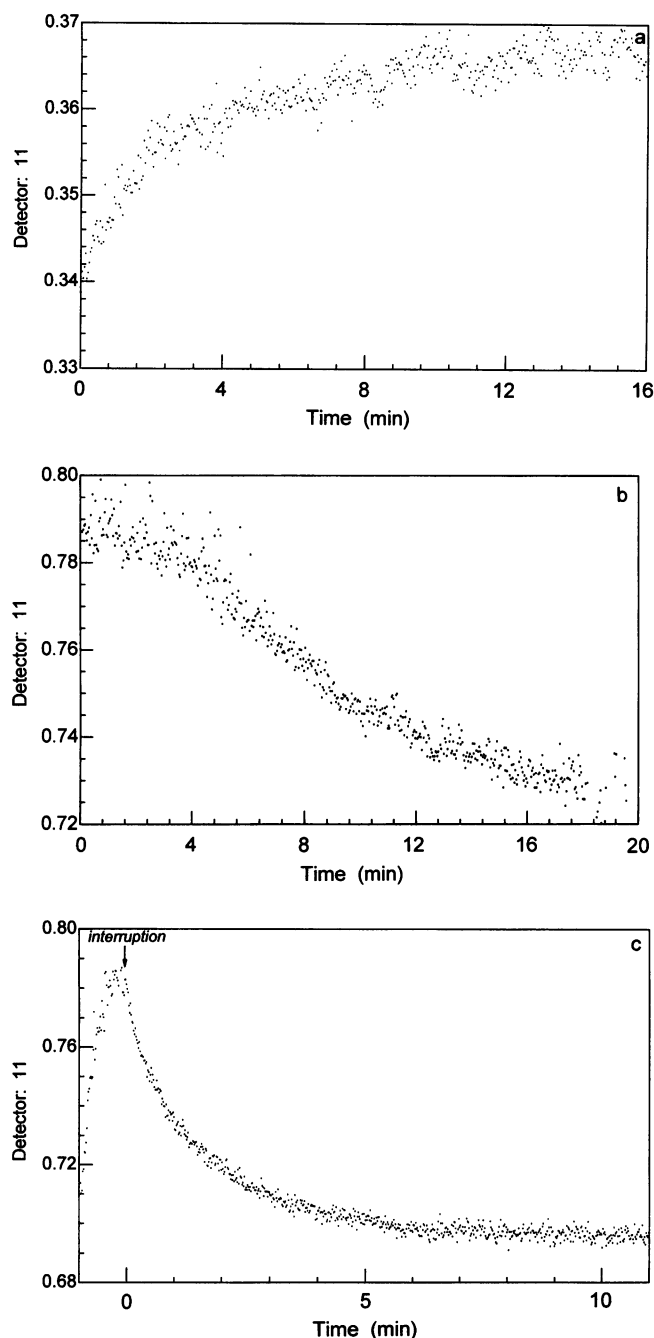 a
0.37
0.36
0.35
0.34
0.33
Detector: 11
0 4 8 12 16
Time (min)
b
0.80
0.78
0.76
0.74
0.72
Detector: 11
0 4 8 12 16 20
Time (min)
c
0.80
interruption
0.76
0.72
0.68
Detector: 11
0 5 10
Time (min)